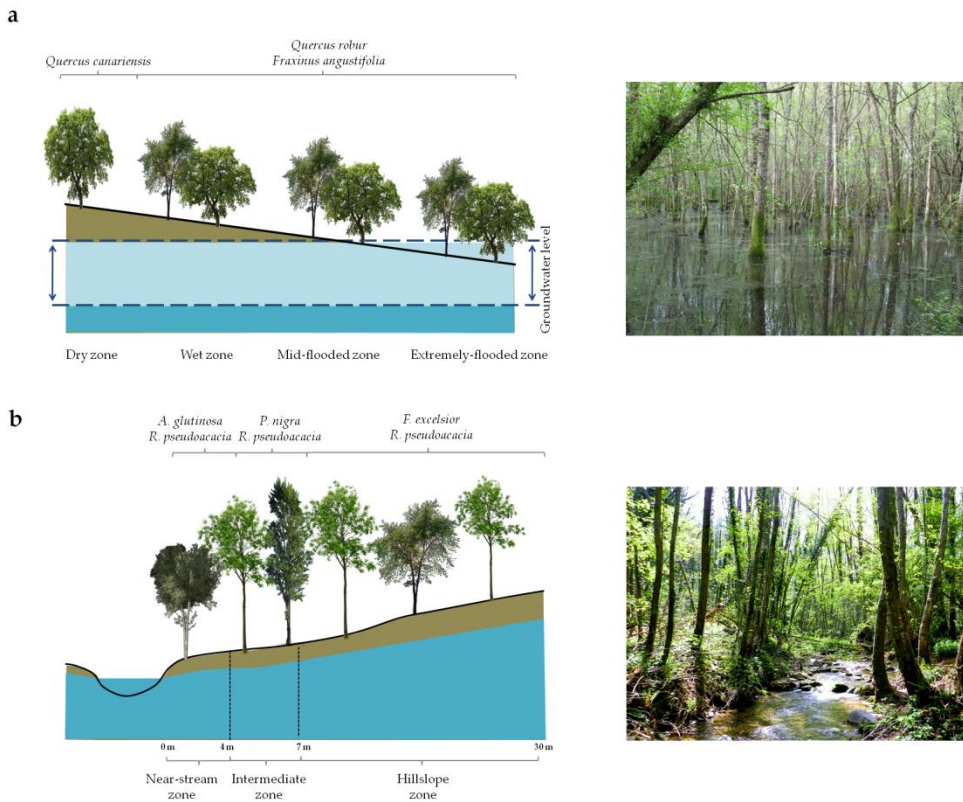 a
Quercus robur
Quercus canariensis
Fraxinus angustifolia
Groundwater level
Dry zone
Wet zone
Mid-flooded zone
Extremely-flooded zone
b
A. glutinosa
R. pseudoacacia
P. nigra
R. pseudoacacia
F. excelsior
R. pseudoacacia
0 m
4 m
7 m
30 m
Near-stream
zone
Intermediate
zone
Hillslope
zone